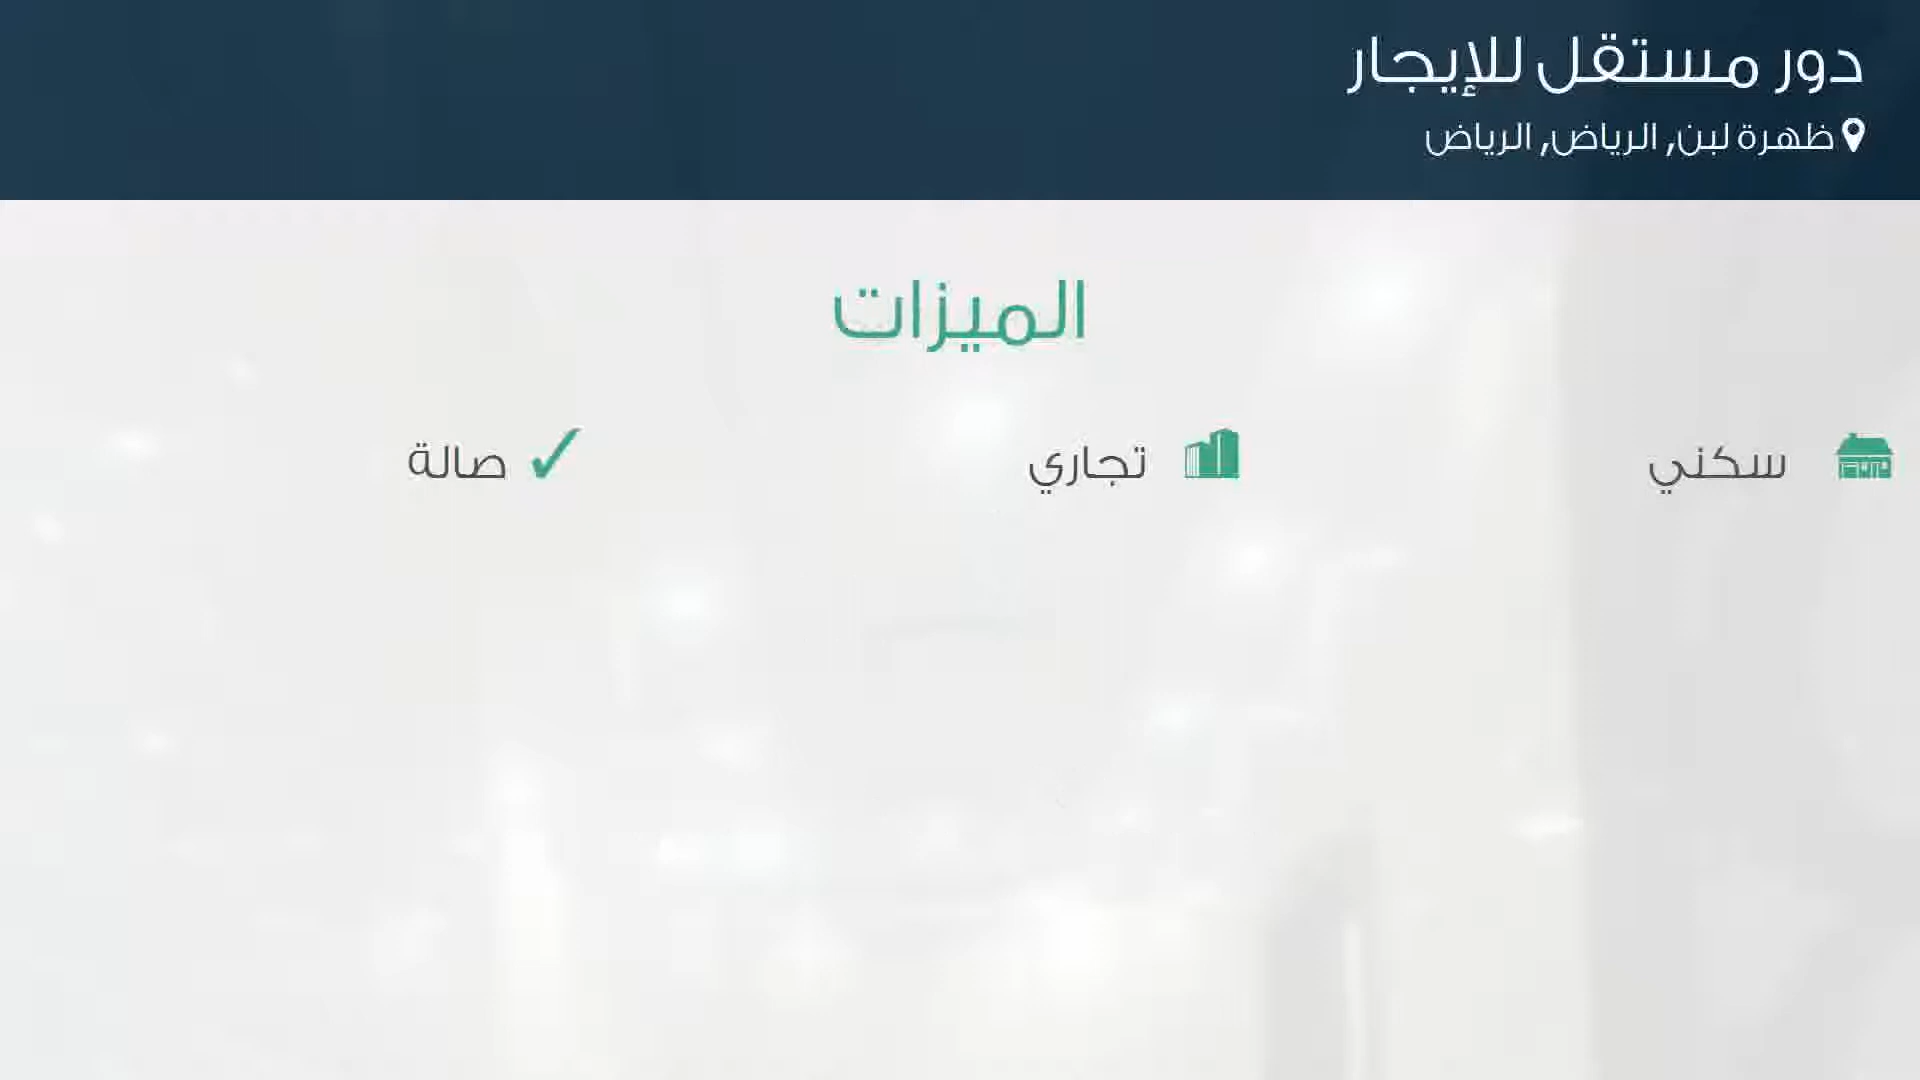 دور مستقل للإيجار
ظهرة لبن, الرياض, الرياض
الميزات
سكني
تجاري
صالة